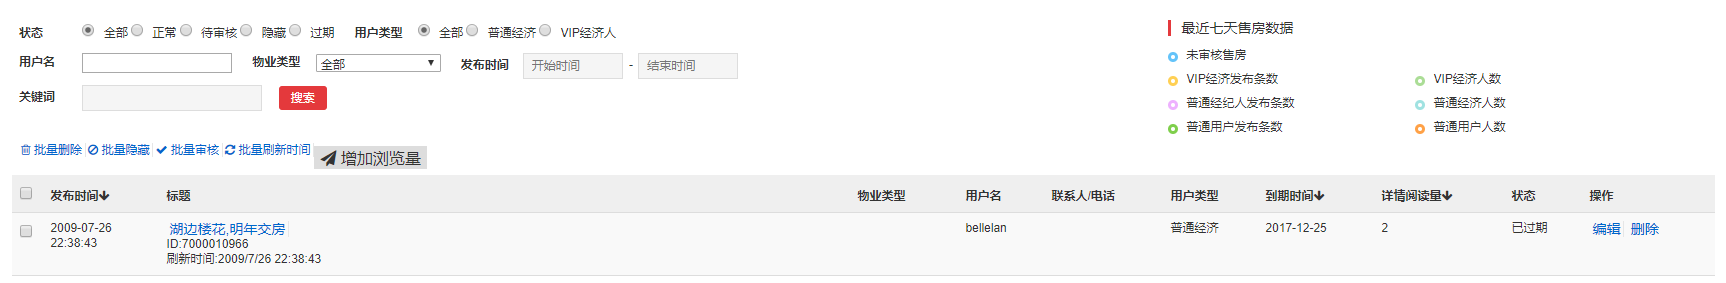 状态 全部 正常 待审核 隐藏 过期 用户类型 全部 普通经济 VIP经济人
用户名 物业类型 全部 发布时间 开始时间 - 结束时间
关键词 搜索
最近七天售房数据
未审核售房
VIP经济发布条数 VIP经济人数
普通经纪人发布条数 普通经济人数
普通用户发布条数 普通用户人数
批量删除 批量隐藏 批量审核 批量刷新时间 增加浏览量
发布时间 标题 物业类型 用户名 联系人/电话 用户类型 到期时间 详情阅读量 状态 操作
2009-07-26 22:38:43 湖边楼花,明年交房 bellelan 普通经济 2017-12-25 2 已过期 编辑 删除
ID:7000010966
刷新时间:2009/7/26 22:38:43